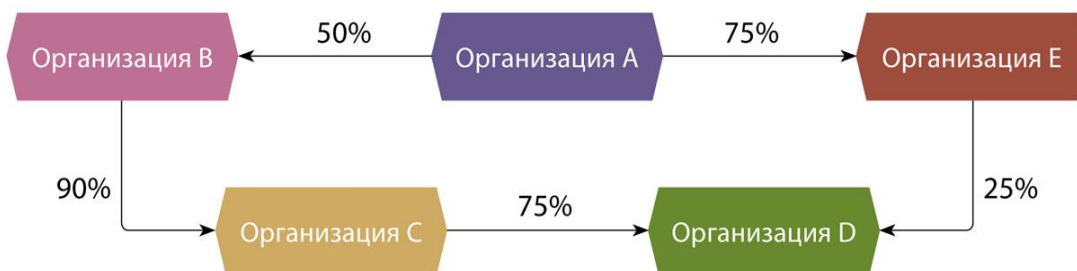 50%
75%
Организация B
Организация A
Организация E
90%
75%
25%
Организация C
Организация D